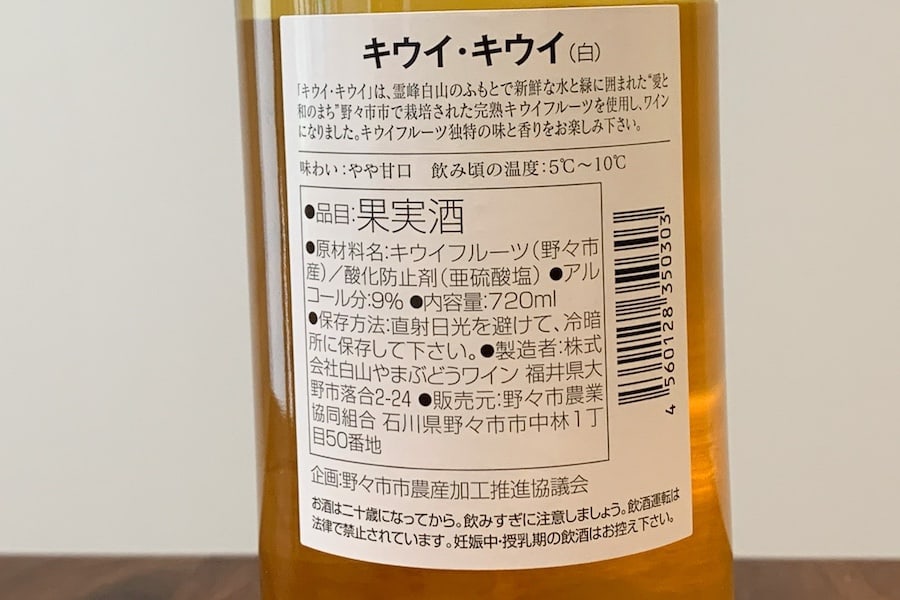 キウイ・キウイ（白）
「キウイ・キウイ」は、霊峰白山のふもとで新鮮な水と緑に囲まれた“愛と
和のまち”野々市市で栽培された完熟キウイフルーツを使用し、ワイン
になりました。キウイフルーツ独特の味と香りをお楽しみ下さい。
味わい：やや甘口　飲み頃の温度：5℃～10℃
●品目：果実酒
●原材料名：キウイフルーツ（野々市
産）／酸化防止剤（亜硫酸塩）●アル
コール分：9% ●内容量：720ml
●保存方法：直射日光を避けて、冷暗
所に保存して下さい。●製造者：株式
会社白山やまぶどうワイン 福井県大
野市落合2-24 ●販売元：野々市農業
協同組合 石川県野々市市中林1丁
目50番地
企画：野々市市農産加工推進協議会
お酒は二十歳になってから。飲みすぎに注意しましょう。飲酒運転は
法律で禁止されています。妊娠中・授乳期の飲酒はお控え下さい。
4 560128 350303